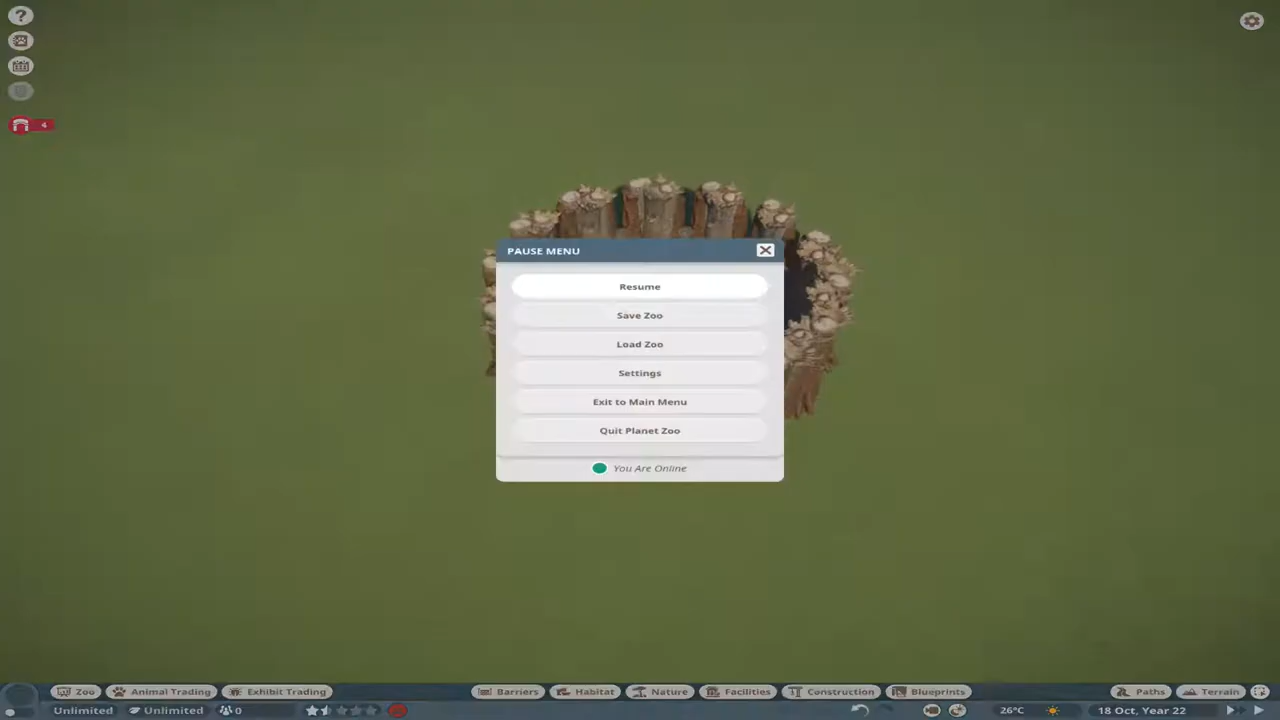 ?
4
PAUSE MENU
Resume
Save Zoo
Load Zoo
Settings
Exit to Main Menu
Quit Planet Zoo
You Are Online
Zoo Animal Trading Exhibit Trading Barriers Habitat Nature Facilities Construction Blueprints Paths Terrain
Unlimited Unlimited 0 26°C 18 Oct, Year 22